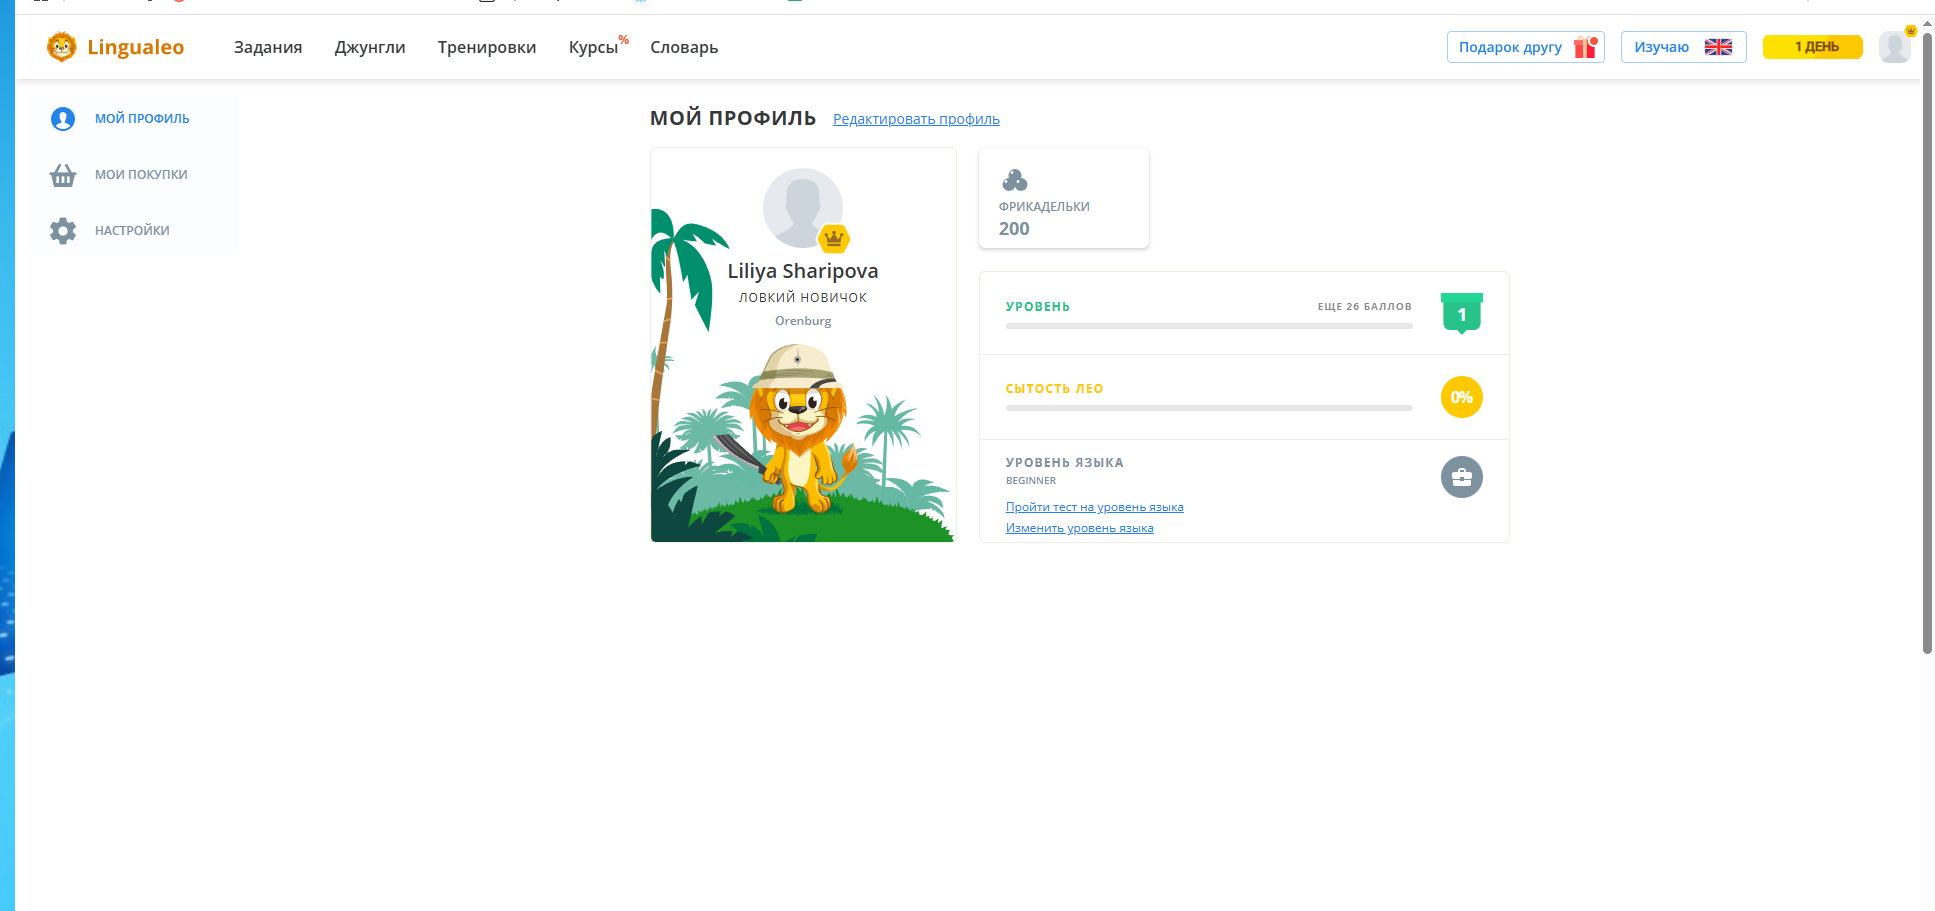 Lingualeo
Задания
Джунгли
Тренировки
Курсы %
Словарь
Подарок другу
Изучаю
1 ДЕНЬ
МОЙ ПРОФИЛЬ
МОИ ПОКУПКИ
НАСТРОЙКИ
МОЙ ПРОФИЛЬ
Редактировать профиль
Liliya Sharipova
ЛОВКИЙ НОВИЧОК
Orenburg
ФРИКАДЕЛЬКИ
200
УРОВЕНЬ
ЕЩЕ 26 БАЛЛОВ
1
СЫТОСТЬ ЛЕО
0%
УРОВЕНЬ ЯЗЫКА
BEGINNER
Пройти тест на уровень языка
Изменить уровень языка